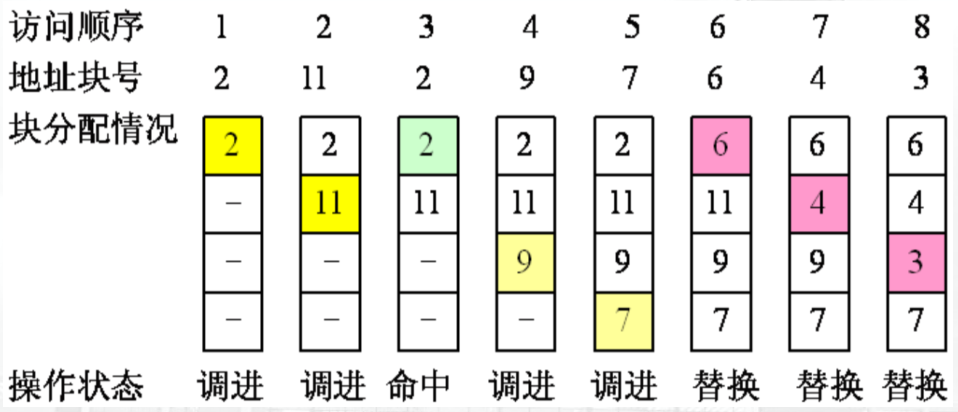 访问顺序 1 2 3 4 5 6 7 8
地址块号 2 11 2 9 7 6 4 3
块分配情况 2 2 2 2 2 6 6 6
– 11 11 11 11 11 4 4
– – – 9 9 9 9 3
– – – – 7 7 7 7
操作状态 调进 调进 命中 调进 调进 替换 替换 替换